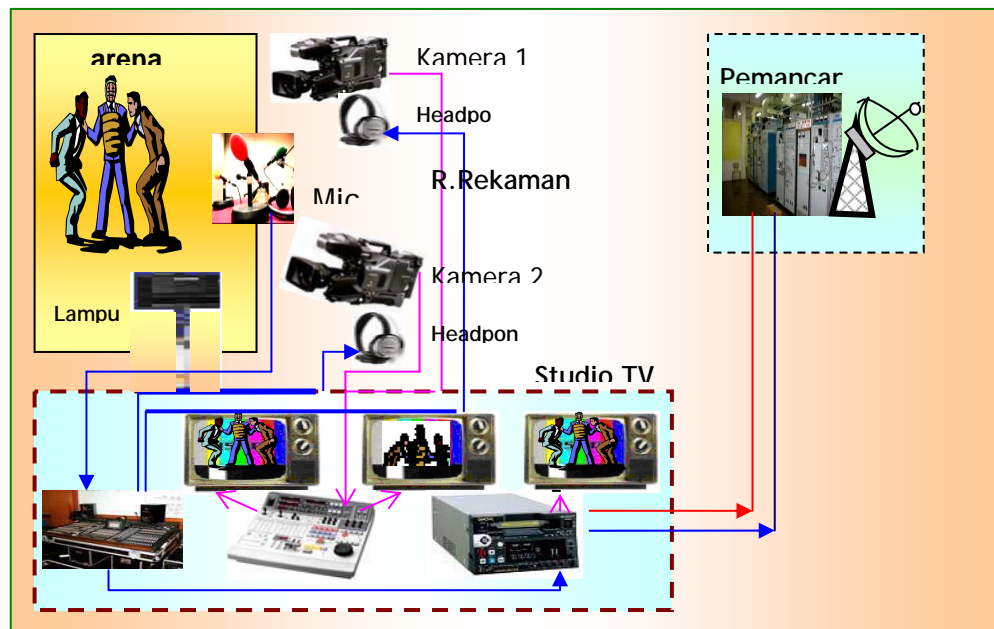 arena
Kamera 1
Headpo
Mic
R.Rekaman
Kamera 2
Headpon
Lampu
Studio TV
Pemancar